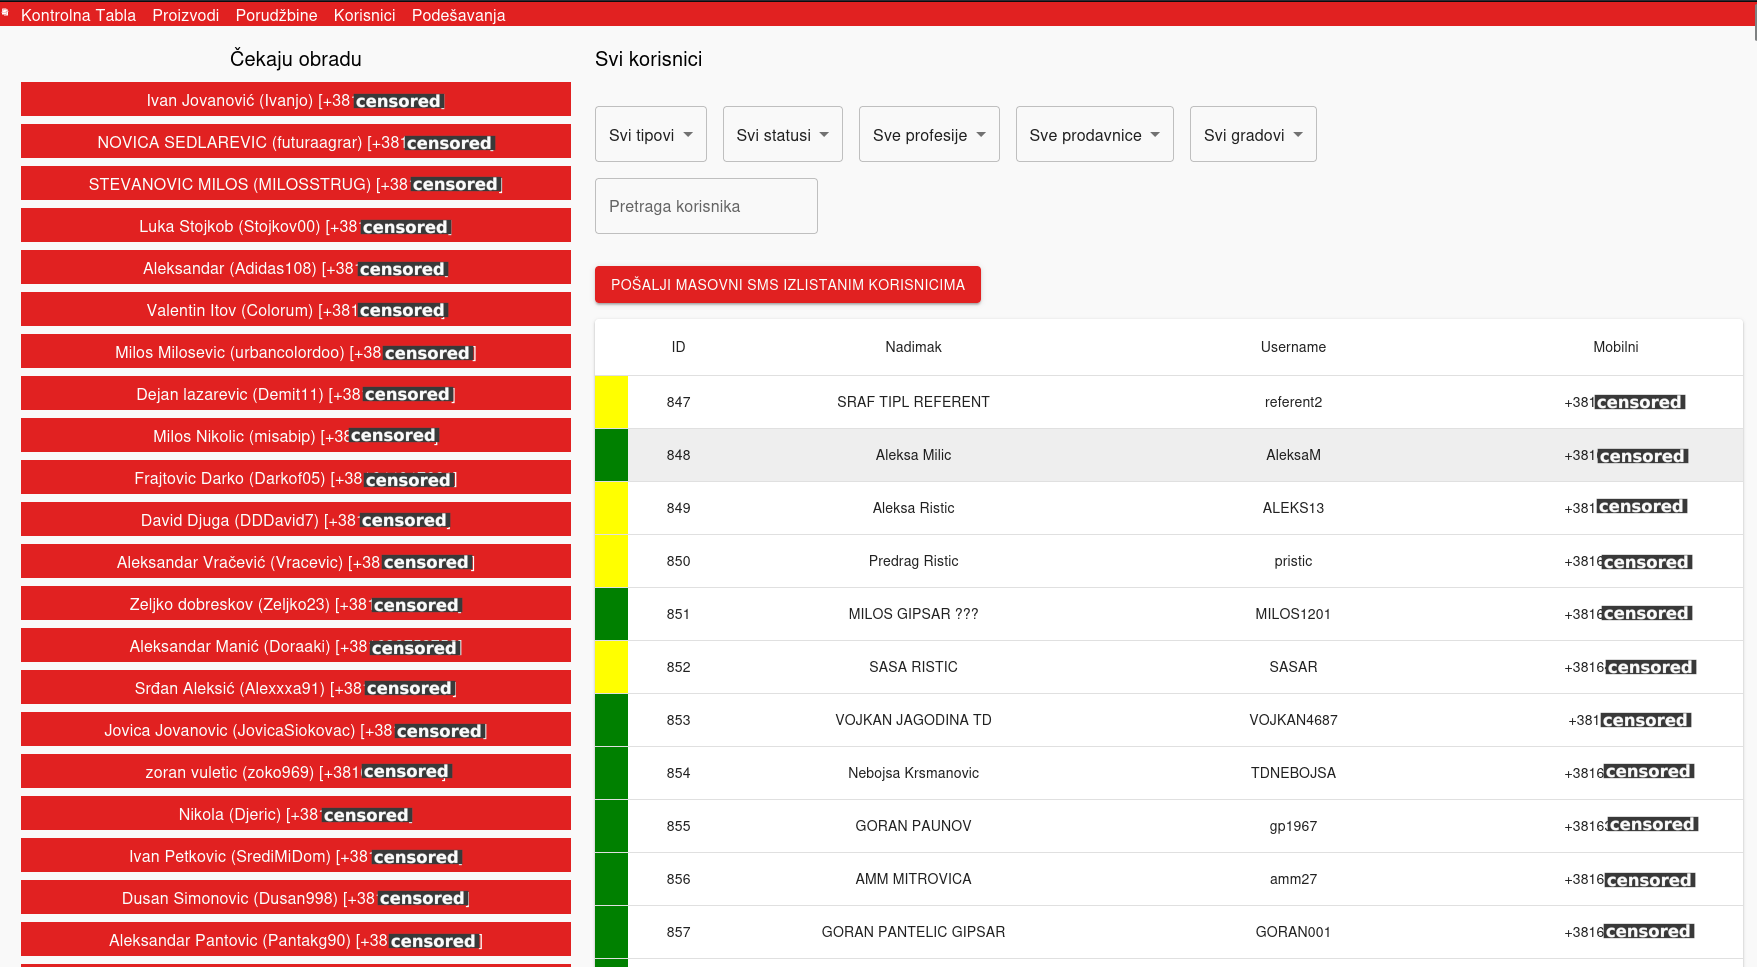 Kontrolna Tabla Proizvodi Porudžbine Korisnici Podešavanja
Čekaju obradu
Ivan Jovanović (Ivanjo) [+38 censored]
NOVICA SEDLAREVIC (futuraagrar) [+381 censored]
STEVANOVIC MILOS (MILOSSTRUG) [+38 censored]
Luka Stojkob (Stojkov00) [+38 censored]
Aleksandar (Adidas108) [+38 censored]
Valentin Itov (Colorum) [+381 censored]
Milos Milosevic (urbancolordoo) [+38 censored]
Dejan lazarevic (Demit11) [+38 censored]
Milos Nikolic (misabip) [+38 censored]
Frajtovic Darko (Darkof05) [+38 censored]
David Djuga (DDDavid7) [+38 censored]
Aleksandar Vračević (Vracevic) [+38 censored]
Zeljko dobreskov (Zeljko23) [+38 censored]
Aleksandar Manić (Doraaki) [+38 censored]
Srđan Aleksić (Alexxxa91) [+38 censored]
Jovica Jovanovic (JovicaSiokovac) [+38 censored]
zoran vuletic (zoko969) [+381 censored]
Nikola (Djeric) [+38 censored]
Ivan Petkovic (SrediMiDom) [+38 censored]
Dusan Simonovic (Dusan998) [+38 censored]
Aleksandar Pantovic (Pantakg90) [+38 censored]
Svi korisnici
Svi tipovi Svi statusi Sve profesije Sve prodavnice Svi gradovi
Pretraga korisnika
POŠALJI MASOVNI SMS IZLISTANIM KORISNICIMA
ID Nadimak Username Mobilni
847 SRAF TIPL REFERENT referent2 +381 censored
848 Aleksa Milic AleksaM +381 censored
849 Aleksa Ristic ALEKS13 +381 censored
850 Predrag Ristic pristic +3816 censored
851 MILOS GIPSAR ??? MILOS1201 +3816 censored
852 SASA RISTIC SASAR +3816 censored
853 VOJKAN JAGODINA TD VOJKAN4687 +381 censored
854 Nebojsa Krsmanovic TDNEBOJSA +3816 censored
855 GORAN PAUNOV gp1967 +3816 censored
856 AMM MITROVICA amm27 +3816 censored
857 GORAN PANTELIC GIPSAR GORAN001 +3816 censored